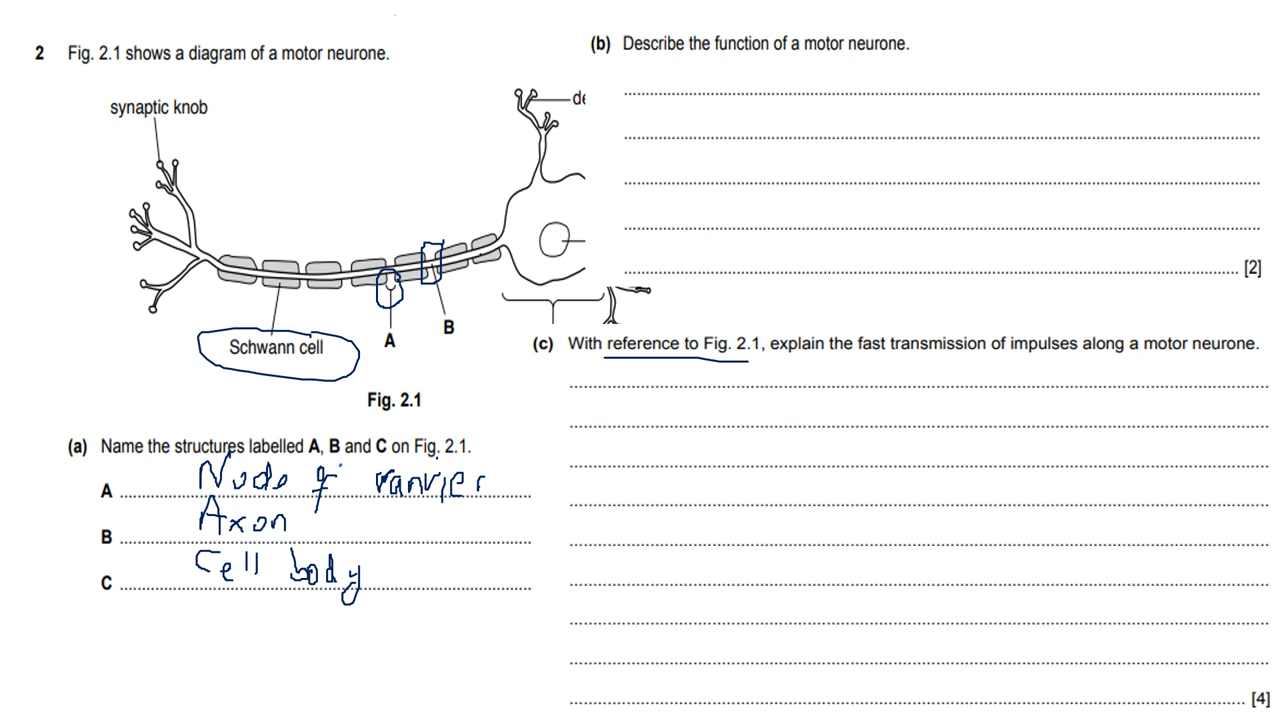 2 Fig. 2.1 shows a diagram of a motor neurone.
synaptic knob
Schwann cell
A
B
Fig. 2.1
(a) Name the structures labelled A, B and C on Fig. 2.1.
A Node of ranvier
B Axon
C Cell body
(b) Describe the function of a motor neurone.
de
[2]
(c) With reference to Fig. 2.1, explain the fast transmission of impulses along a motor neurone.
[4]